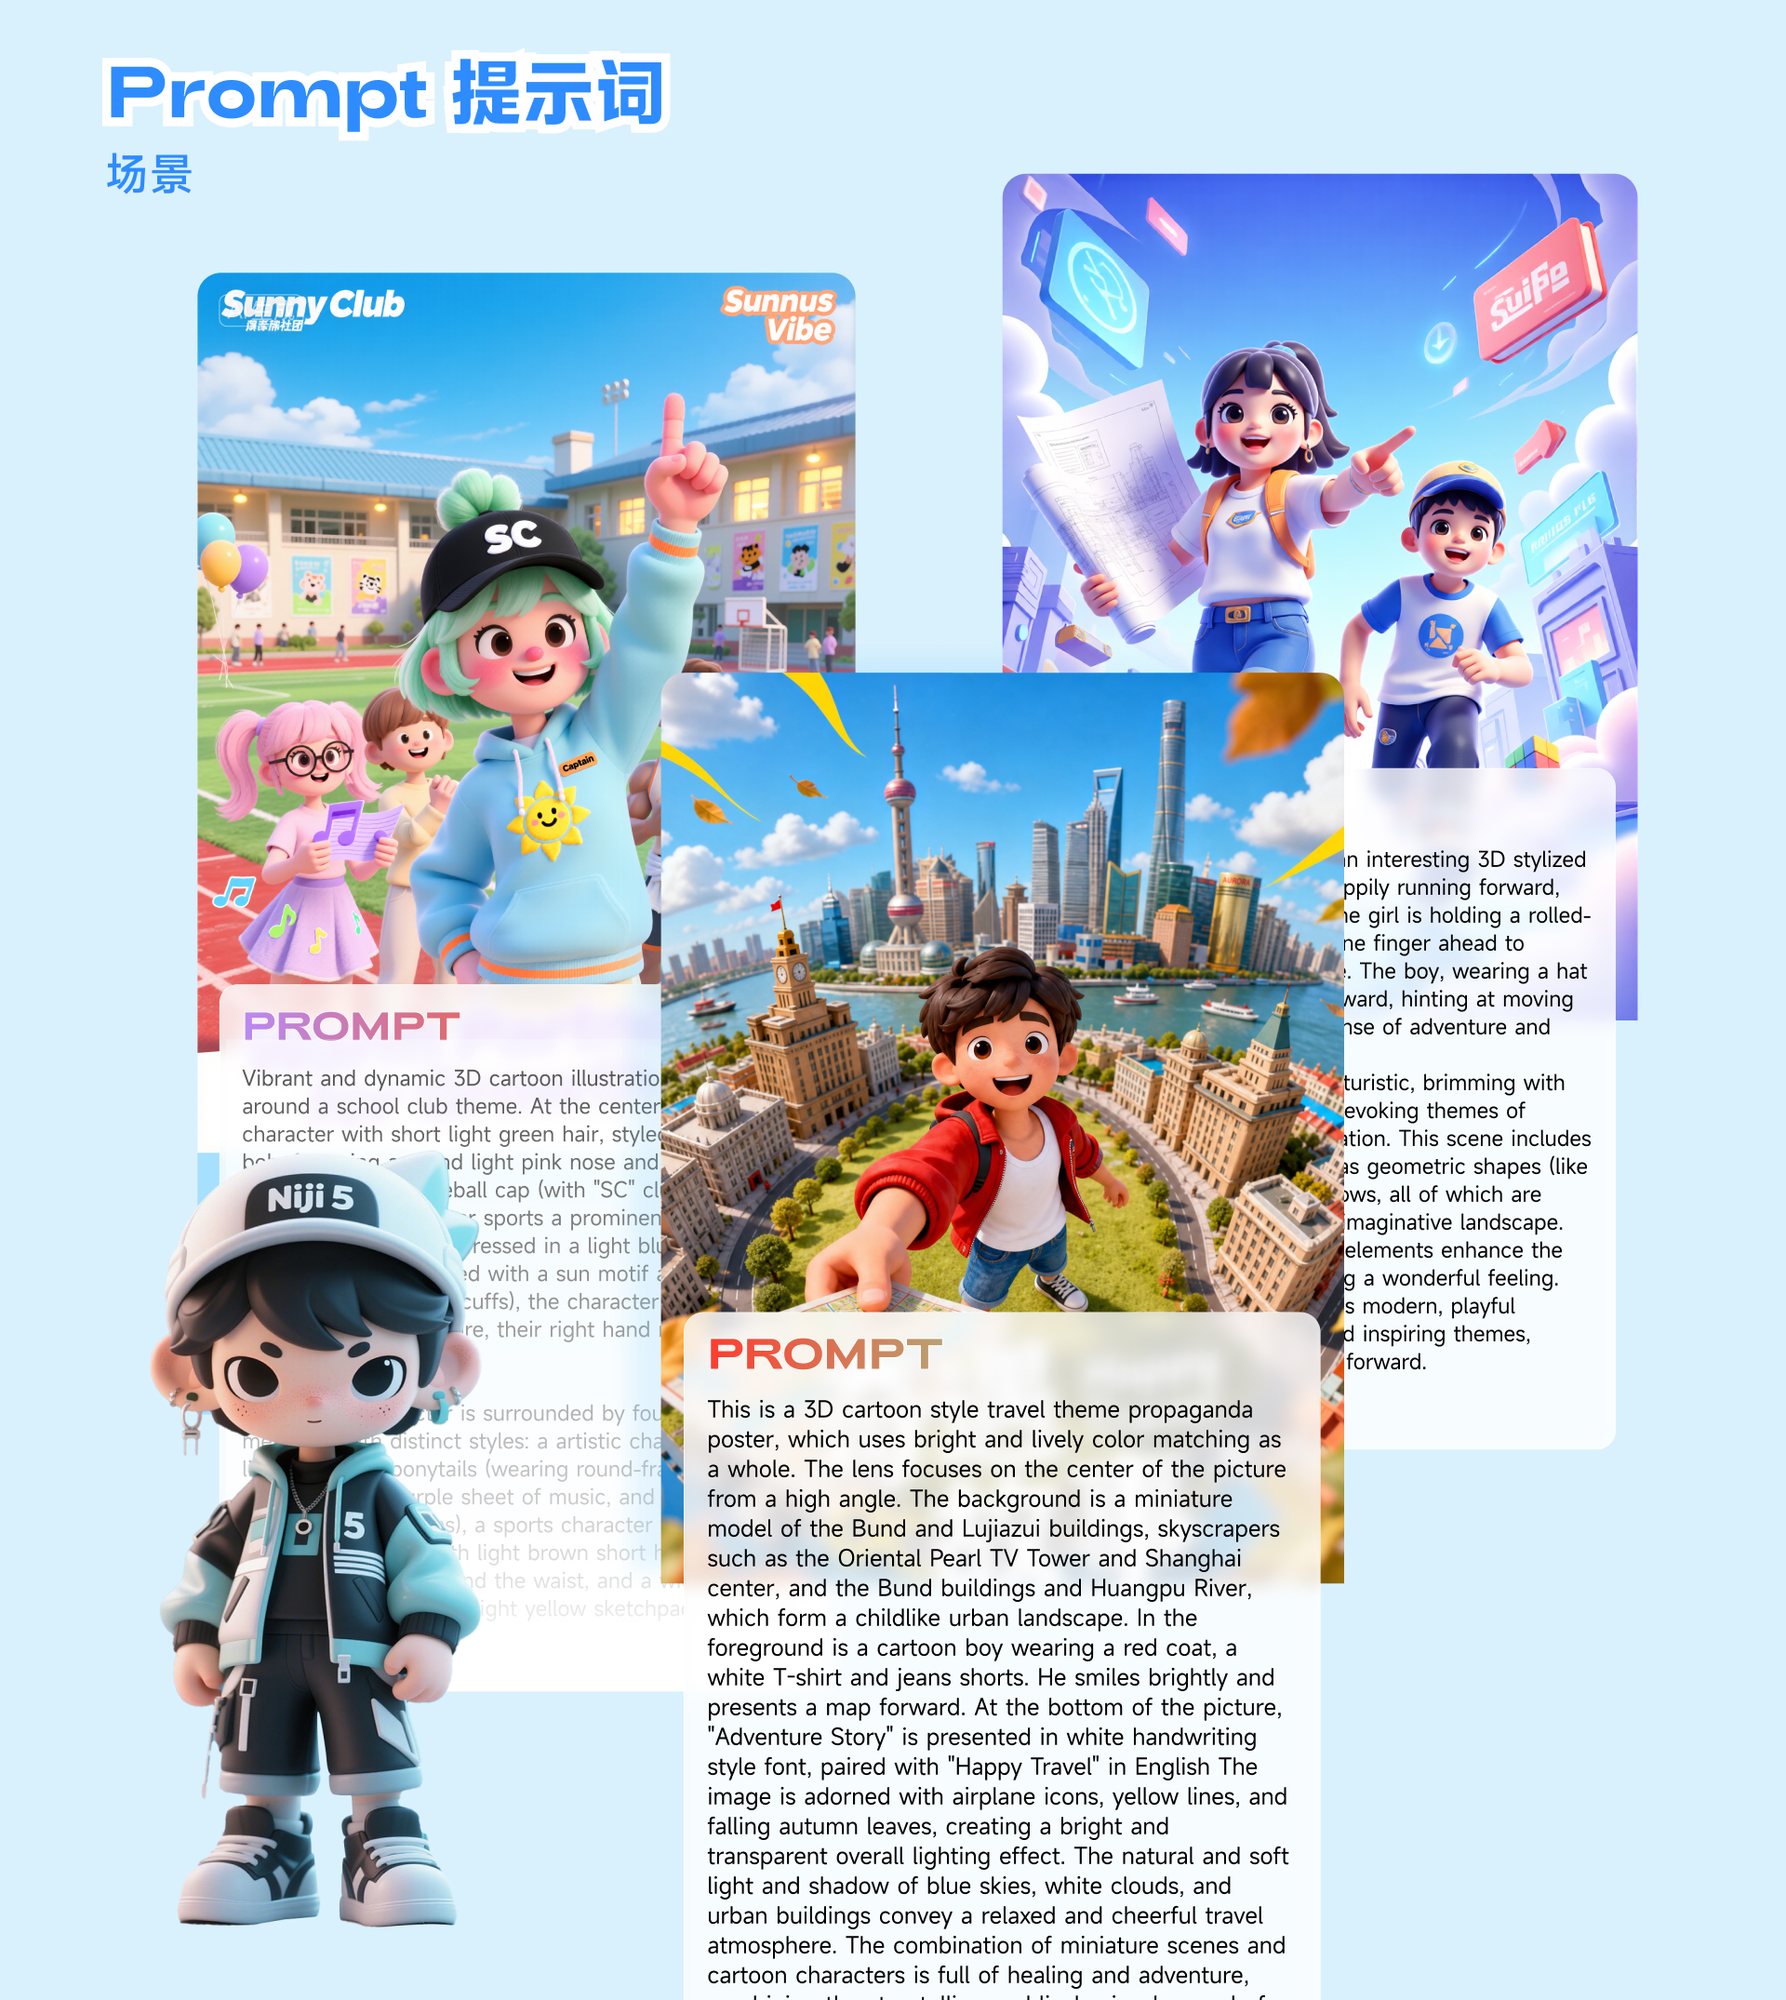 Prompt 提示词
场景
Sunny Club
Sunnus
Vibe
SC
Captain
SuiFe
AURORA
PROMPT
Vibrant and dynamic 3D cartoon illustratio
around a school club theme. At the center
character with short light green hair, styled
nd light pink nose and
eball cap (with "SC" cl
r sports a prominen
ressed in a light blu
ed with a sun motif a
cuffs), the character
re, their right hand
is surrounded by fou
distinct styles: a artistic cha
ponytails (wearing round-fra
rple sheet of music, and
s), a sports character
th light brown short h
nd the waist, and a w
ight yellow sketchpad
Niji 5
5
n interesting 3D stylized
ppily running forward,
ne girl is holding a rolled-
ne finger ahead to
. The boy, wearing a hat
ward, hinting at moving
nse of adventure and
turistic, brimming with
evoking themes of
ation. This scene includes
as geometric shapes (like
ows, all of which are
imaginative landscape.
elements enhance the
g a wonderful feeling.
s modern, playful
d inspiring themes,
forward.
PROMPT
This is a 3D cartoon style travel theme propaganda
poster, which uses bright and lively color matching as
a whole. The lens focuses on the center of the picture
from a high angle. The background is a miniature
model of the Bund and Lujiazui buildings, skyscrapers
such as the Oriental Pearl TV Tower and Shanghai
center, and the Bund buildings and Huangpu River,
which form a childlike urban landscape. In the
foreground is a cartoon boy wearing a red coat, a
white T-shirt and jeans shorts. He smiles brightly and
presents a map forward. At the bottom of the picture,
"Adventure Story" is presented in white handwriting
style font, paired with "Happy Travel" in English The
image is adorned with airplane icons, yellow lines, and
falling autumn leaves, creating a bright and
transparent overall lighting effect. The natural and soft
light and shadow of blue skies, white clouds, and
urban buildings convey a relaxed and cheerful travel
atmosphere. The combination of miniature scenes and
cartoon characters is full of healing and adventure,